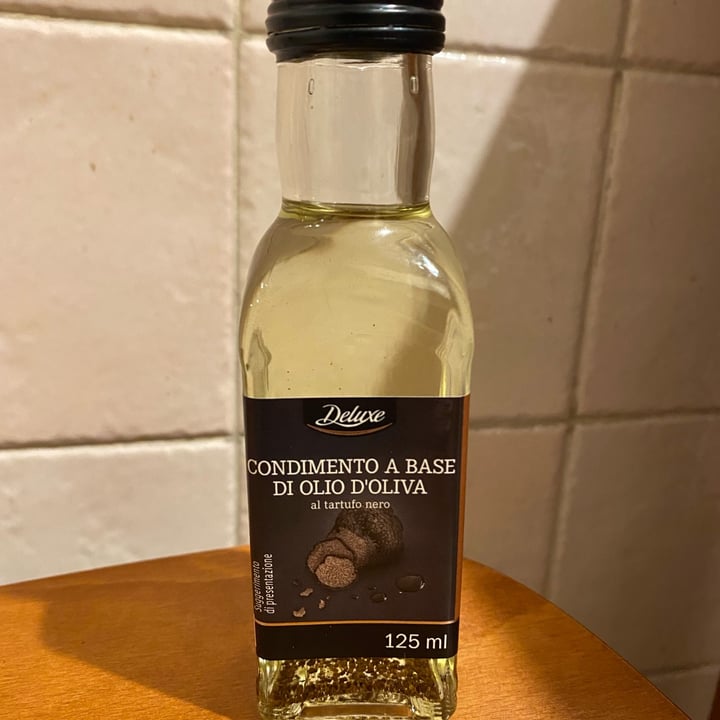 Deluxe
CONDIMENTO A BASE
DI OLIO D'OLIVA
al tartufo nero
Suggerimento
di presentazione
125 ml